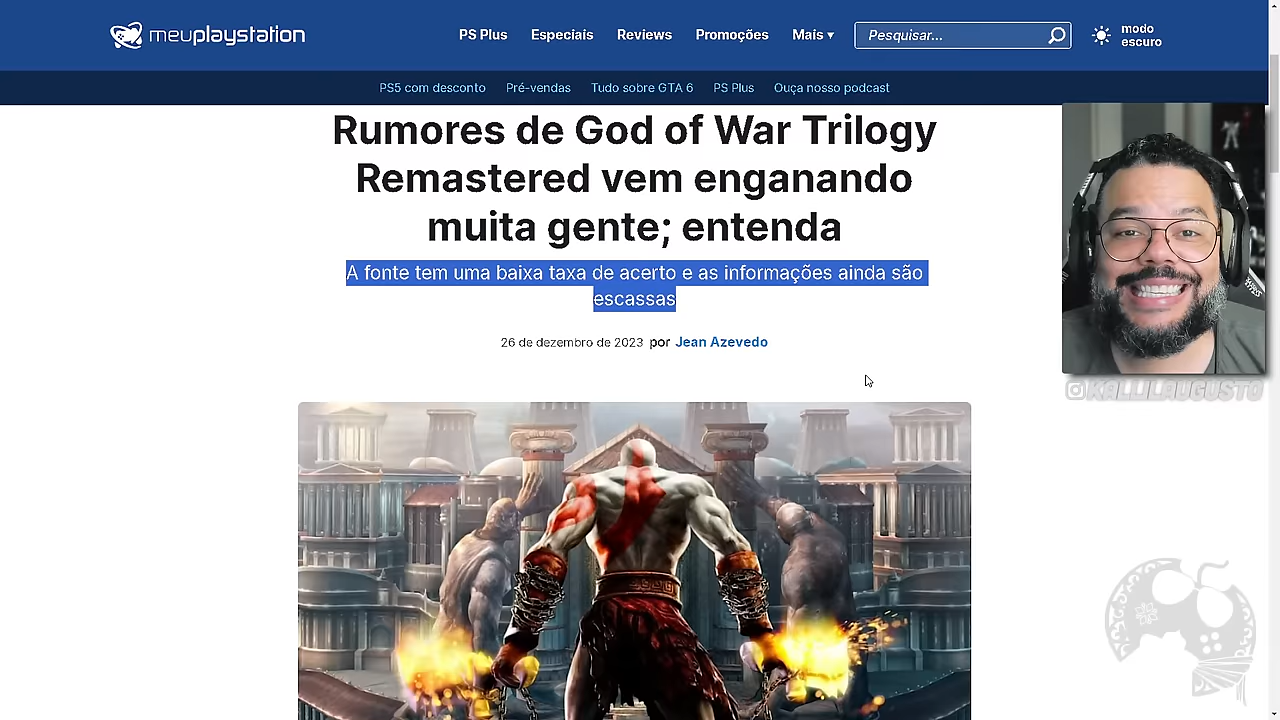 meuplaystation
PS Plus
Especiais
Reviews
Promoções
Mais ▾
Pesquisar...
modo
escuro
PS5 com desconto
Pré-vendas
Tudo sobre GTA 6
PS Plus
Ouça nosso podcast
Rumores de God of War Trilogy
Remastered vem enganando
muita gente; entenda
A fonte tem uma baixa taxa de acerto e as informações ainda são
escassas
26 de dezembro de 2023 por Jean Azevedo
KALLILAUGUSTO